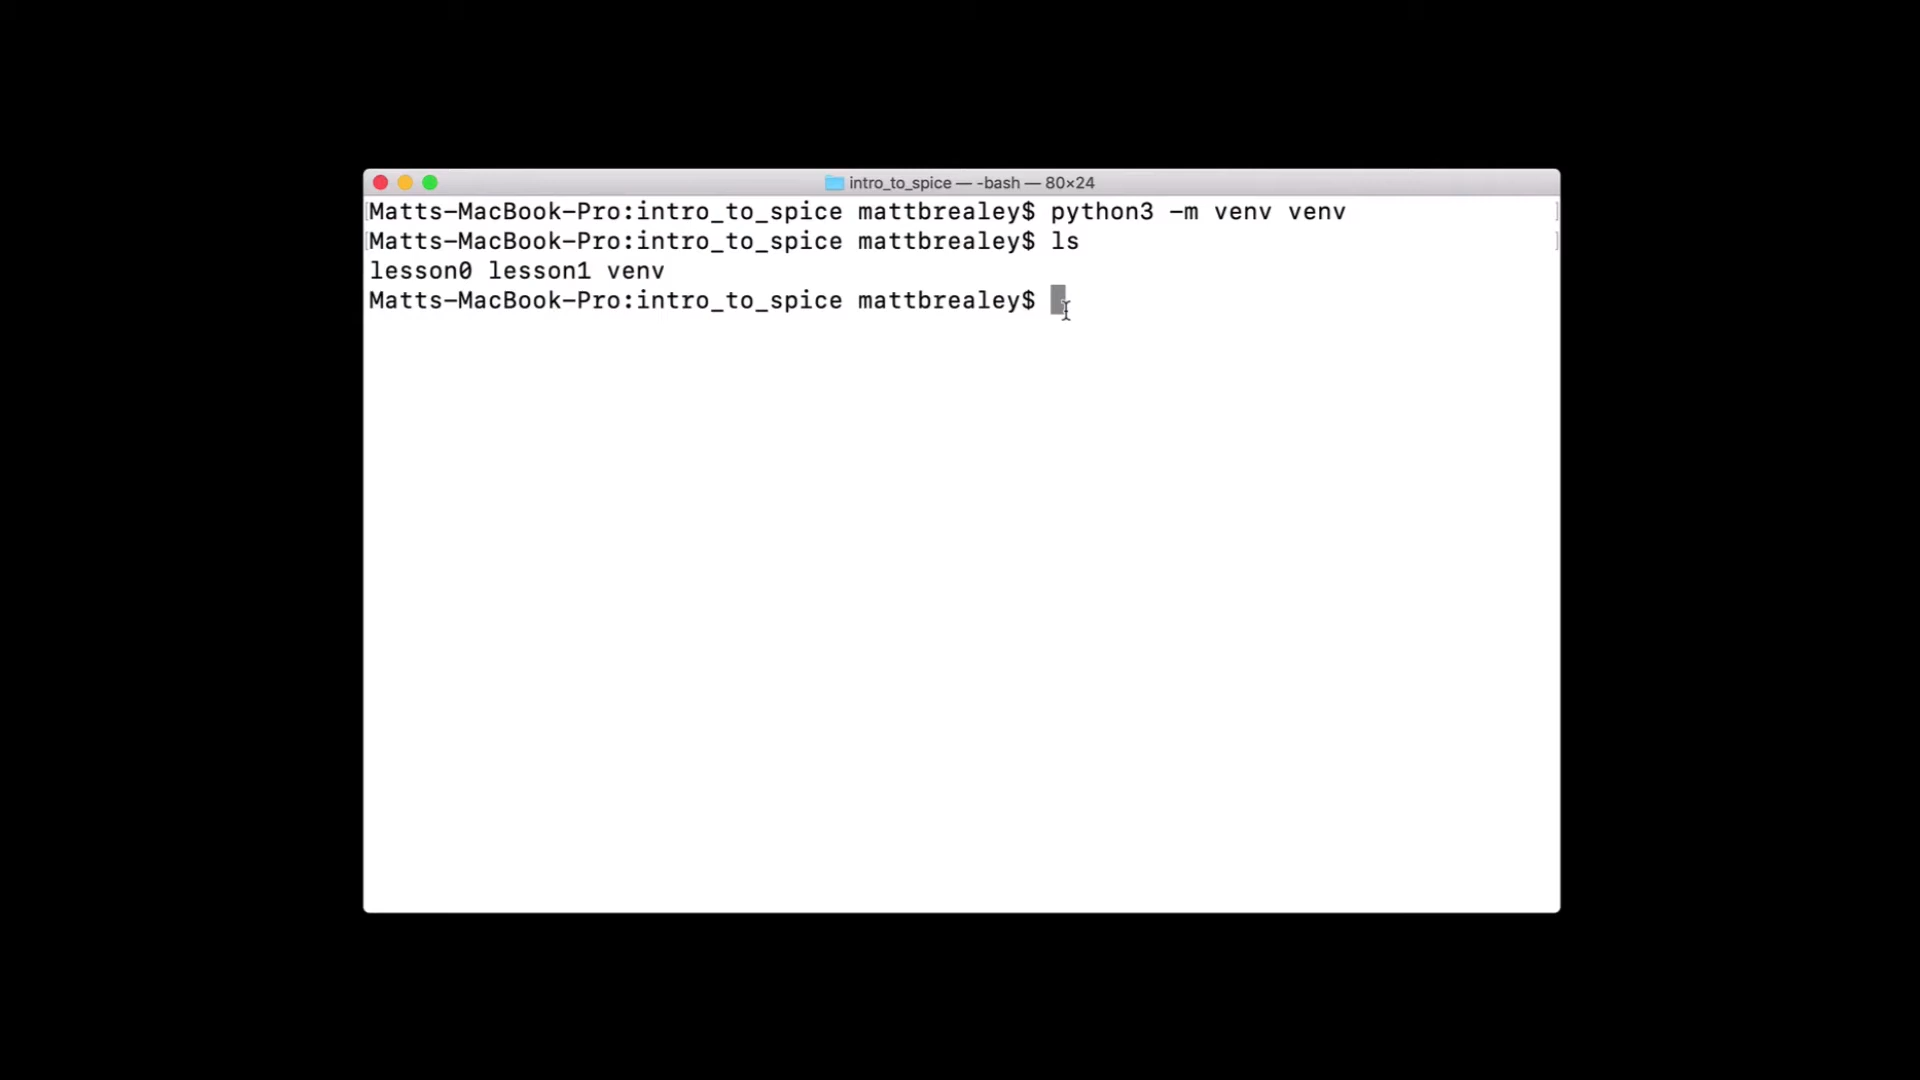 intro_to_spice — -bash — 80×24
[Matts-MacBook-Pro:intro_to_spice mattbrealey$ python3 -m venv venv ]
[Matts-MacBook-Pro:intro_to_spice mattbrealey$ ls ]
lesson0 lesson1 venv
Matts-MacBook-Pro:intro_to_spice mattbrealey$